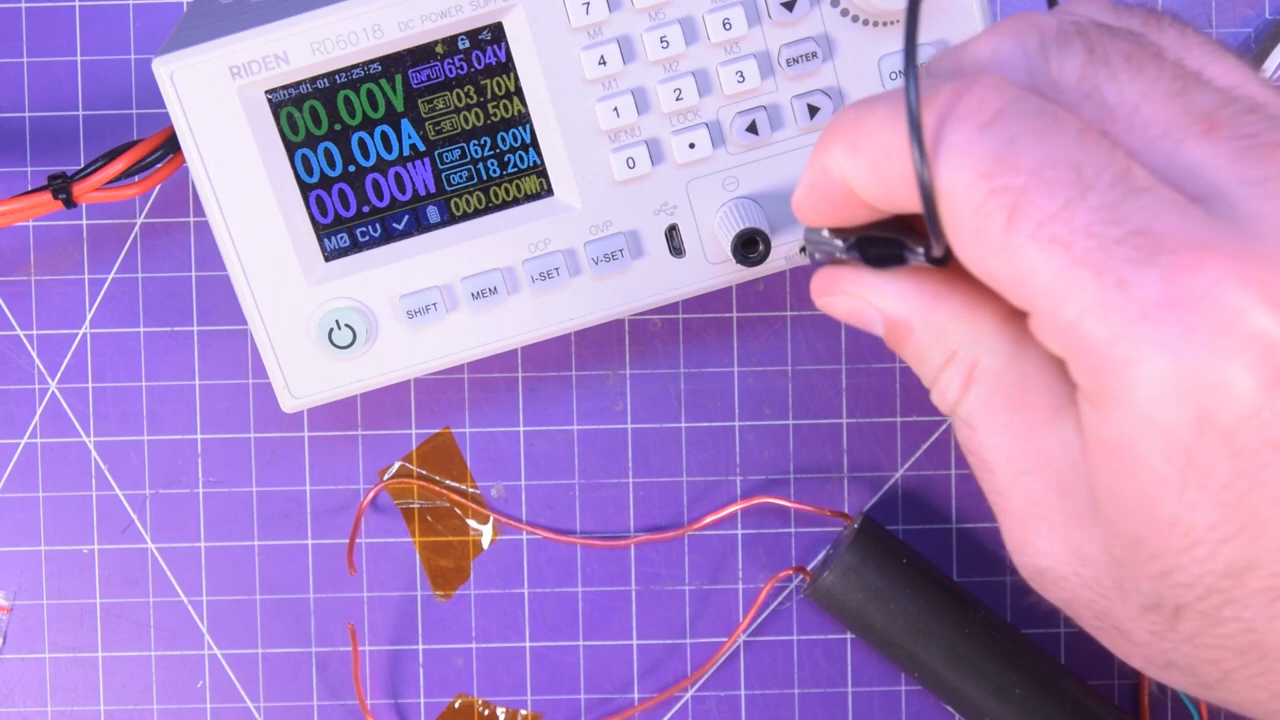 RIDEN RD6018 DC POWER SUPPLY
2019-01-01 12:25:25
00.00V
INPUT 65.04V
00.00A
U-SET 03.70V
I-SET 00.50A
00.00W
OVP 62.00V
OCP 18.20A
000.000Wh
M0 CV
7
M4 M5
4 5 6
ENTER
M1 M2 M3
1 2 3
MENU LOCK
0 •
OCP OVP
SHIFT MEM I-SET V-SET